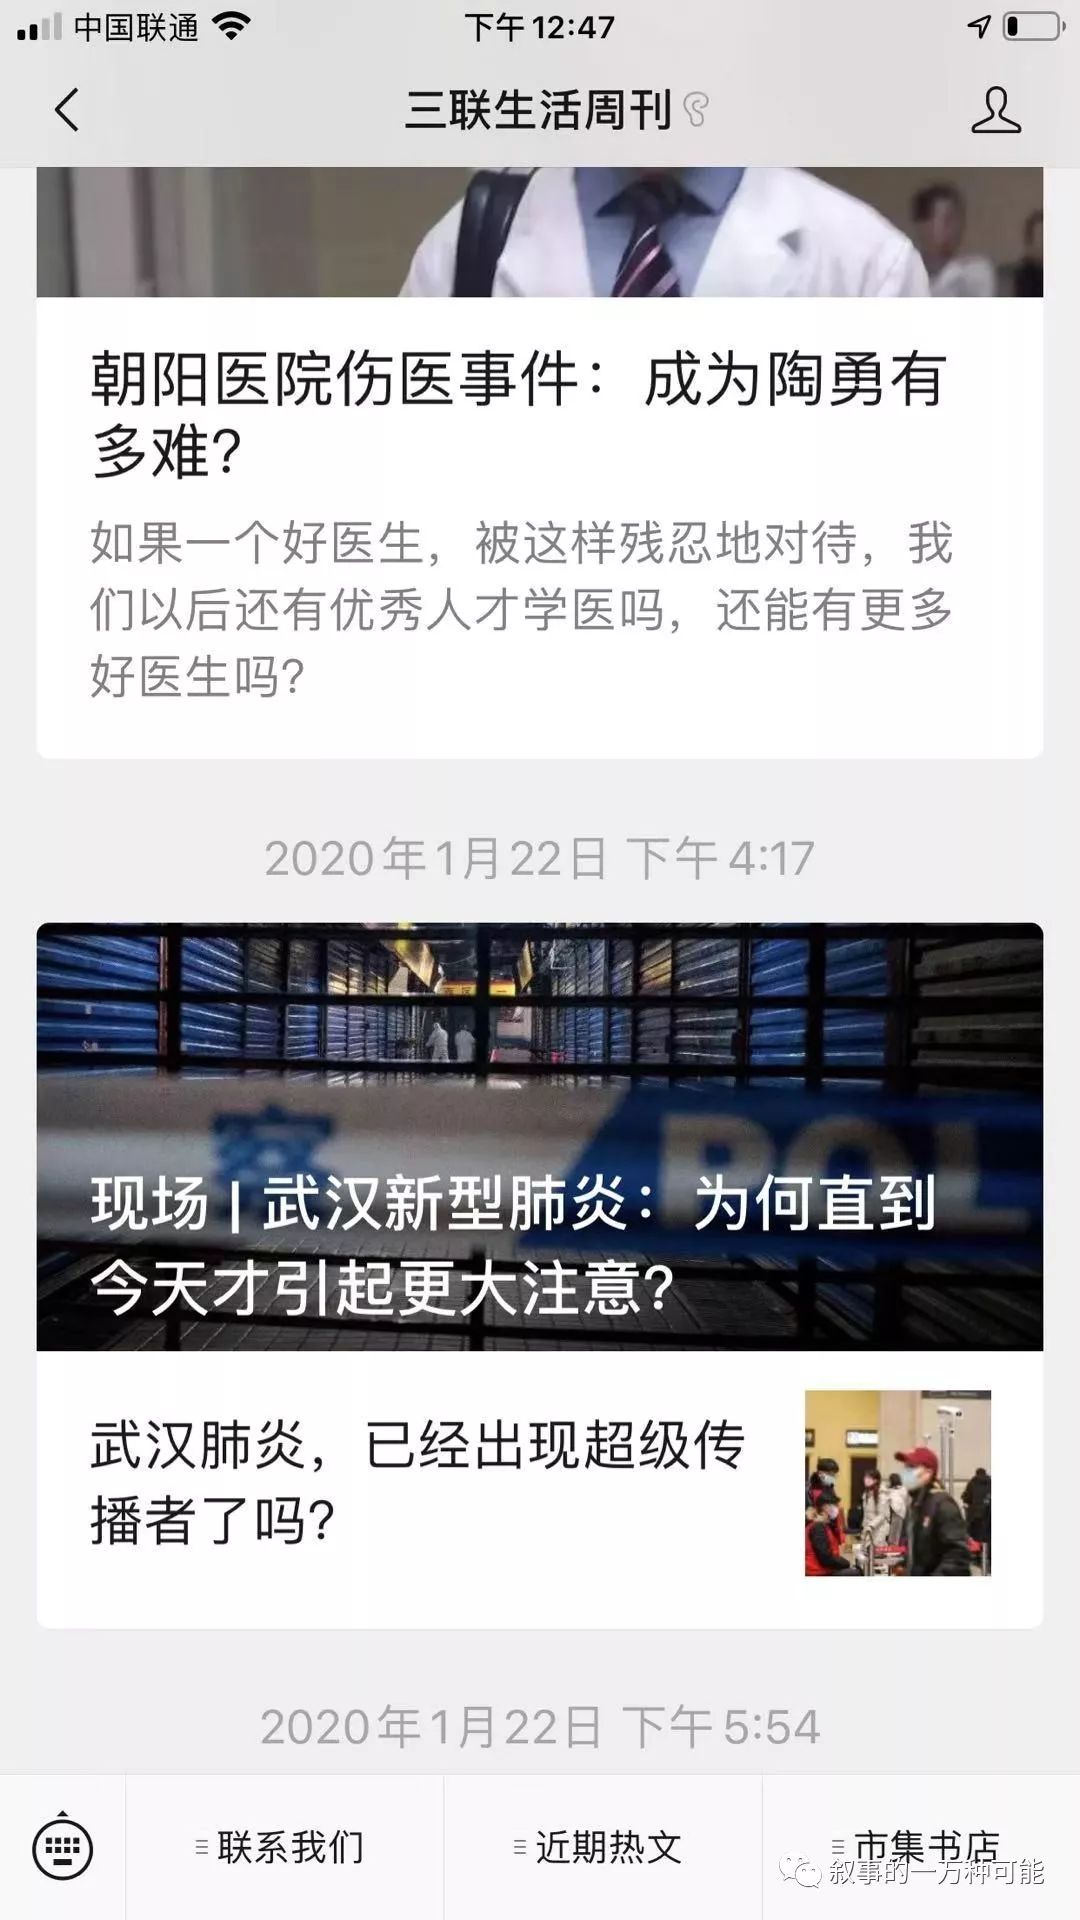 中国联通
下午12:47
三联生活周刊
朝阳医院伤医事件：成为陶勇有
多难？
如果一个好医生，被这样残忍地对待，我
们以后还有优秀人才学医吗，还能有更多
好医生吗？
2020年1月22日 下午4:17
察 POL
现场 | 武汉新型肺炎：为何直到
今天才引起更大注意？
武汉肺炎，已经出现超级传
播者了吗？
2020年1月22日 下午5:54
联系我们
近期热文
市集书店
叙事的一万种可能